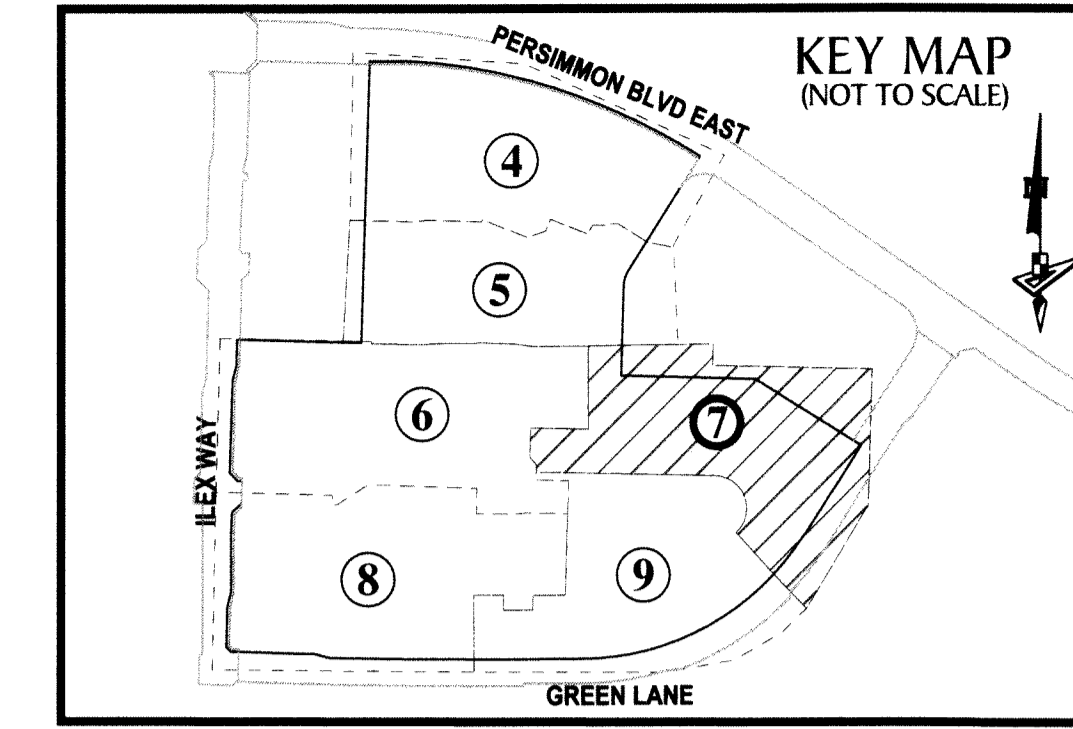 KEY MAP
(NOT TO SCALE)
PERSIMMON BLVD EAST
N
4
5
6
7
ILEX WAY
8
9
GREEN LANE